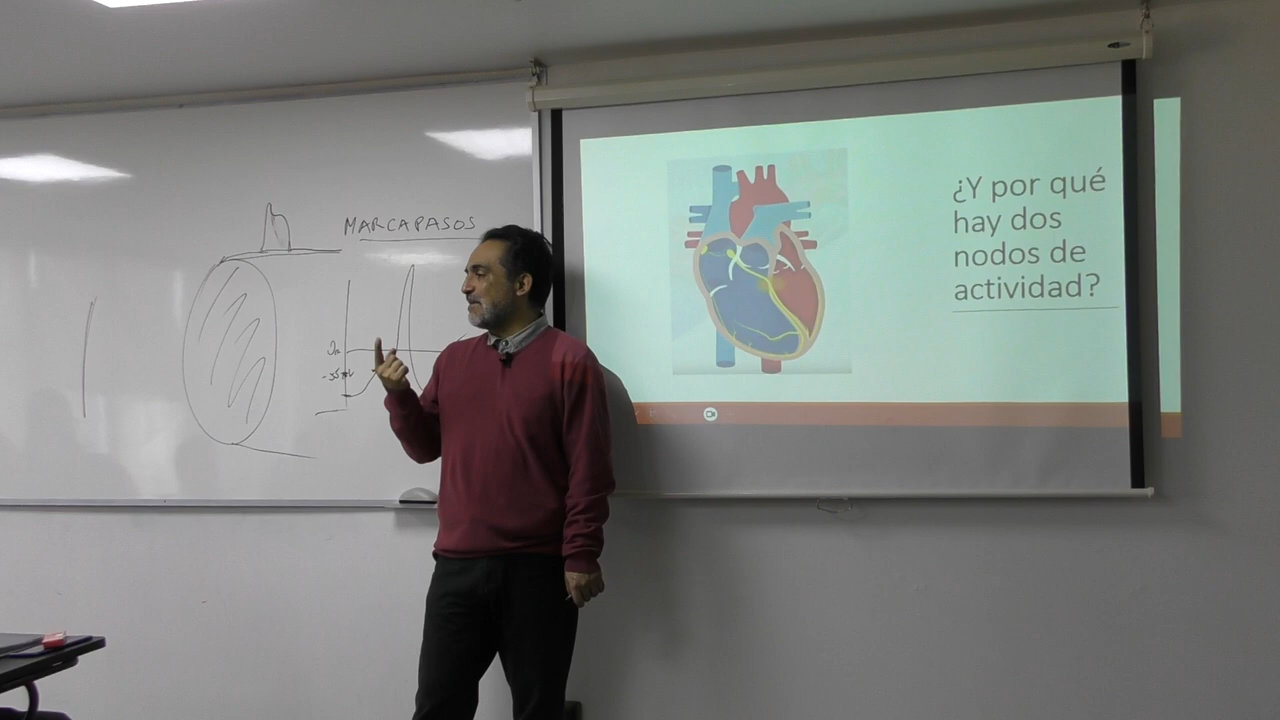 MARCAPASOS
¿Y por qué
hay dos
nodos de
actividad?